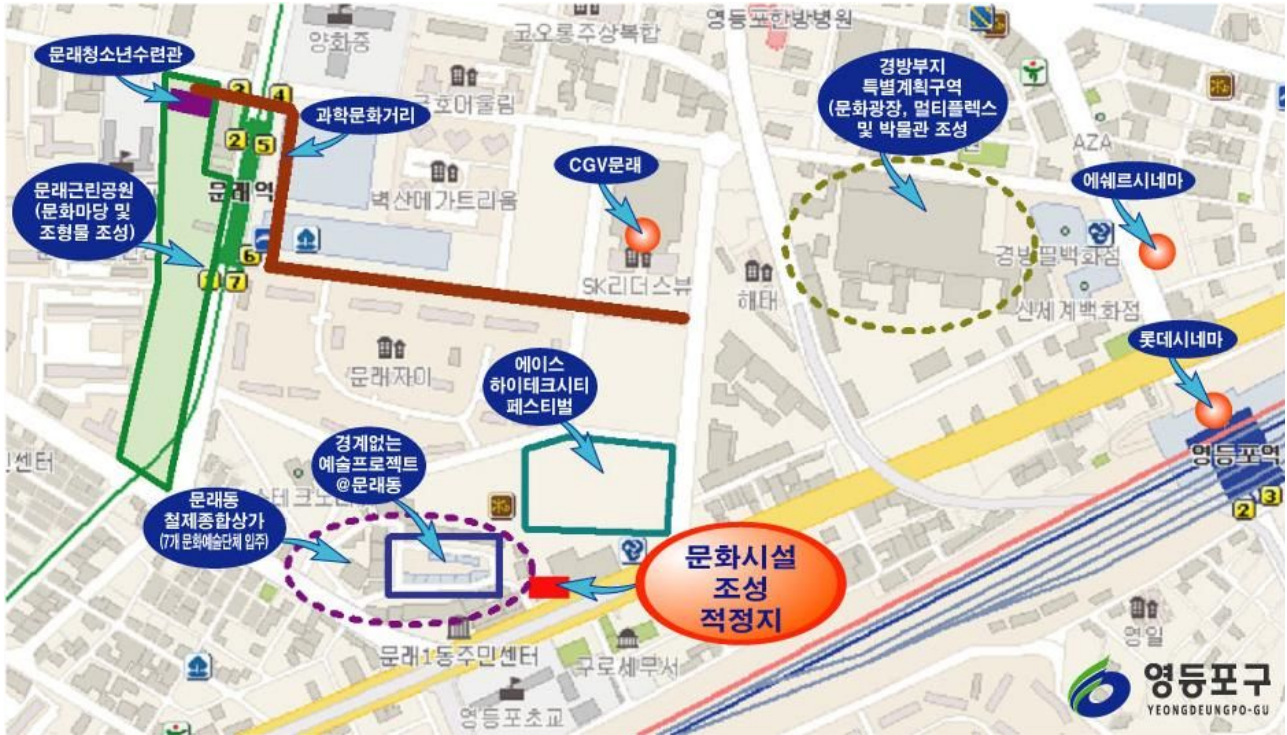 영등포한방병원
양화중
코오롱주상복합
문래청소년수련관
경방부지
특별계획구역
(문화광장, 멀티플렉스
및 박물관 조성)
3
4
과학문화거리
2
5
CGV문래
AZA
에쉐르시네마
문래근린공원
(문화마당 및
조형물 조성)
문래역
벽산메가트리움
6
7
SK리더스뷰
해태
경방필백화점
신세계백화점
롯데시네마
문래자이
에이스
하이테크시티
페스티벌
경계없는
예술프로젝트
@문래동
문래동
철제종합상가
(7개 문화예술단체 입주)
영등포역
2
3
문화시설
조성
적정지
문래1동주민센터
구로세무서
영일
영등포초교
영등포구
YEONGDEUNGPO-GU